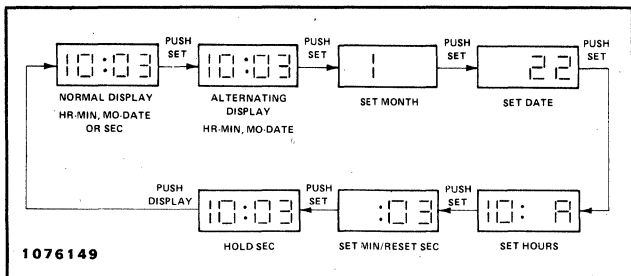 PUSH SET
PUSH SET
PUSH SET
PUSH SET
10:03
10:03
1
22
NORMAL DISPLAY
HR-MIN, MO-DATE
OR SEC
ALTERNATING
DISPLAY
HR-MIN, MO-DATE
SET MONTH
SET DATE
PUSH DISPLAY
PUSH SET
PUSH SET
10:03
:03
10: A
HOLD SEC
SET MIN/RESET SEC
SET HOURS
1076149